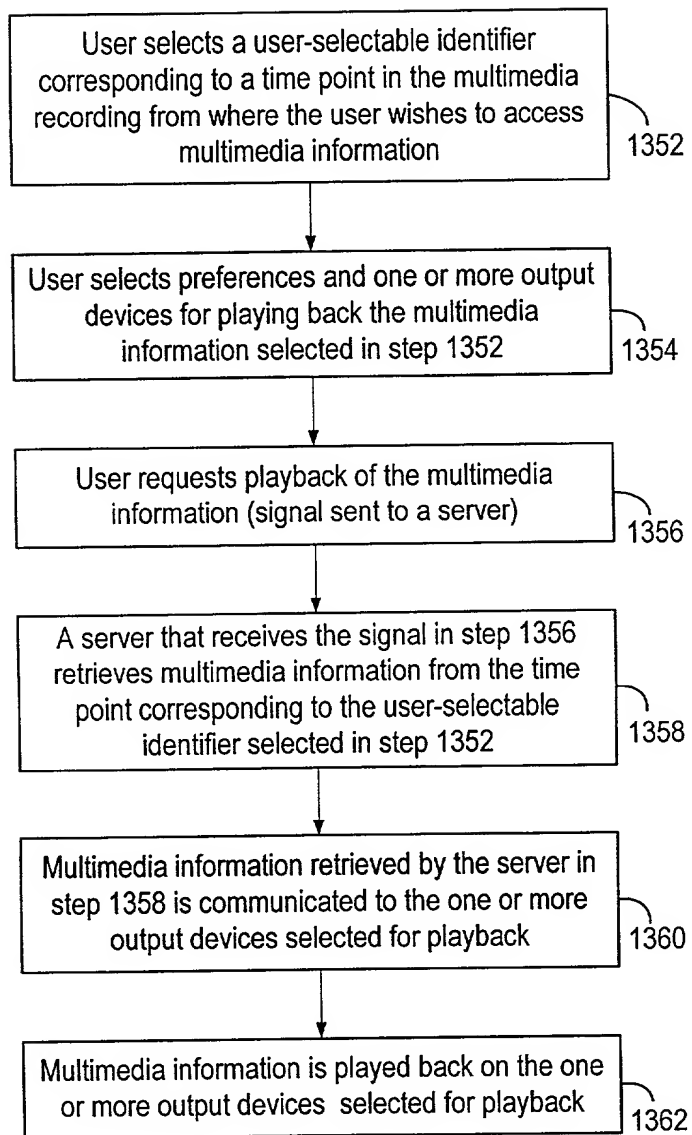 User selects a user-selectable identifier
corresponding to a time point in the multimedia
recording from where the user wishes to access
multimedia information
1352
User selects preferences and one or more output
devices for playing back the multimedia
information selected in step 1352
1354
User requests playback of the multimedia
information (signal sent to a server)
1356
A server that receives the signal in step 1356
retrieves multimedia information from the time
point corresponding to the user-selectable
identifier selected in step 1352
1358
Multimedia information retrieved by the server in
step 1358 is communicated to the one or more
output devices selected for playback
1360
Multimedia information is played back on the one
or more output devices selected for playback
1362